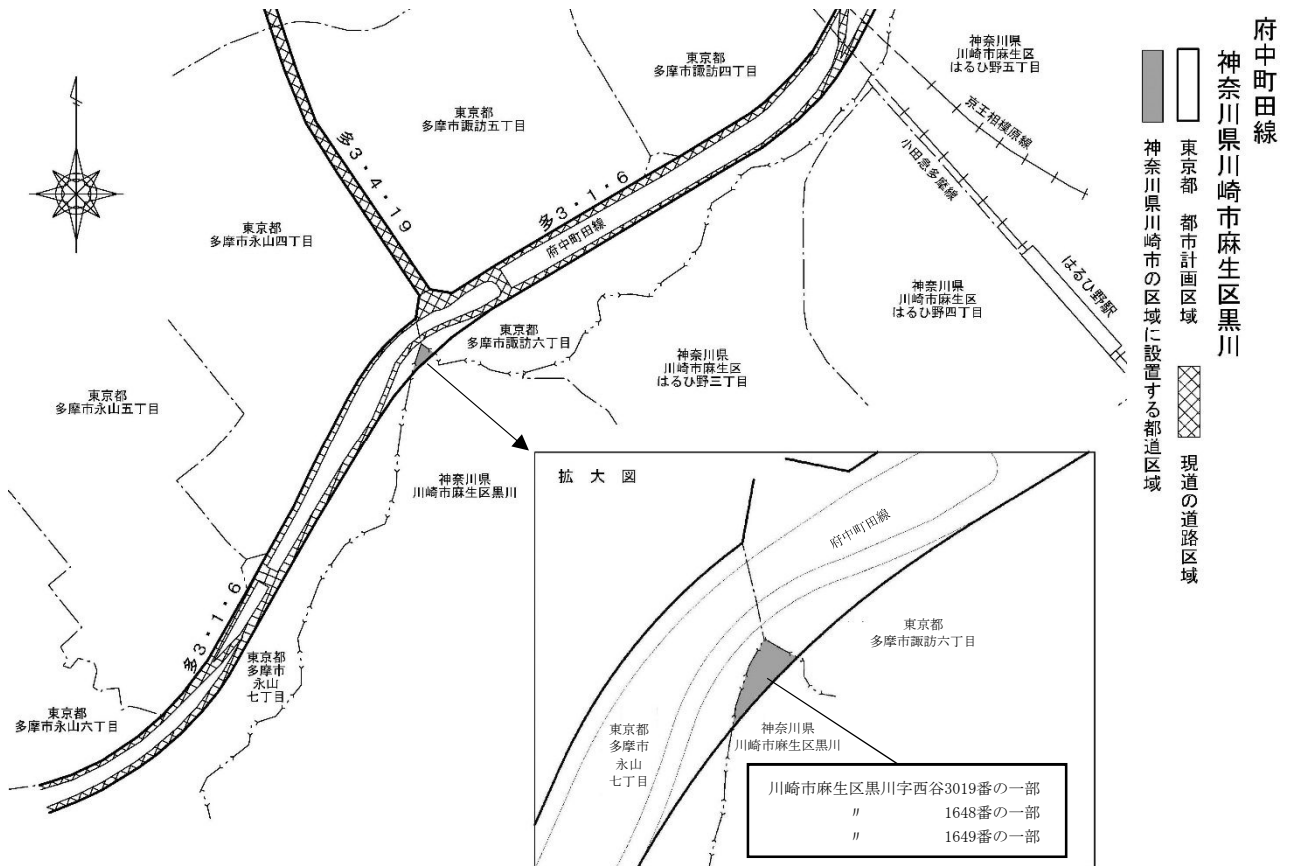 府中町田線
神奈川県川崎市麻生区黒川
東京都 都市計画区域
現道の道路区域
神奈川県川崎市の区域に設置する都道区域
東京都
多摩市諏訪四丁目
神奈川県
川崎市麻生区
はるひ野五丁目
東京都
多摩市諏訪五丁目
京王相模原線
小田急多摩線
多3・4・19
多3・1・6
府中町田線
東京都
多摩市永山四丁目
はるひ野駅
神奈川県
川崎市麻生区
はるひ野四丁目
東京都
多摩市諏訪六丁目
神奈川県
川崎市麻生区
はるひ野三丁目
東京都
多摩市永山五丁目
神奈川県
川崎市麻生区黒川
多3・1・6
東京都
多摩市
永山
七丁目
東京都
多摩市永山六丁目
拡大図
府中町田線
東京都
多摩市諏訪六丁目
東京都
多摩市
永山
七丁目
神奈川県
川崎市麻生区黒川
川崎市麻生区黒川字西谷3019番の一部
〃 1648番の一部
〃 1649番の一部